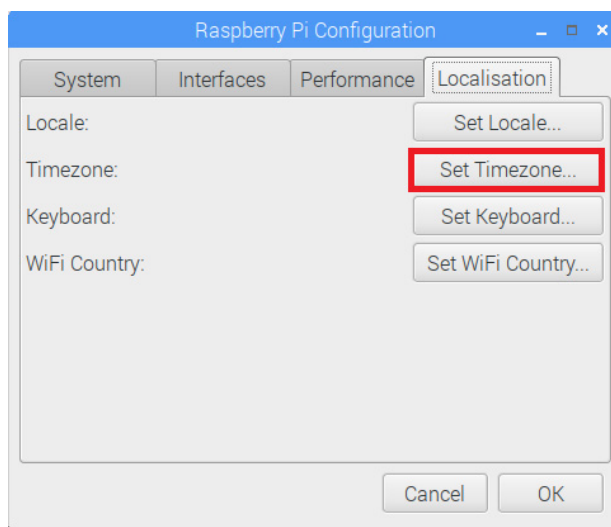 Raspberry Pi Configuration
System Interfaces Performance Localisation
Locale: Set Locale...
Timezone: Set Timezone...
Keyboard: Set Keyboard...
WiFi Country: Set WiFi Country...
Cancel OK